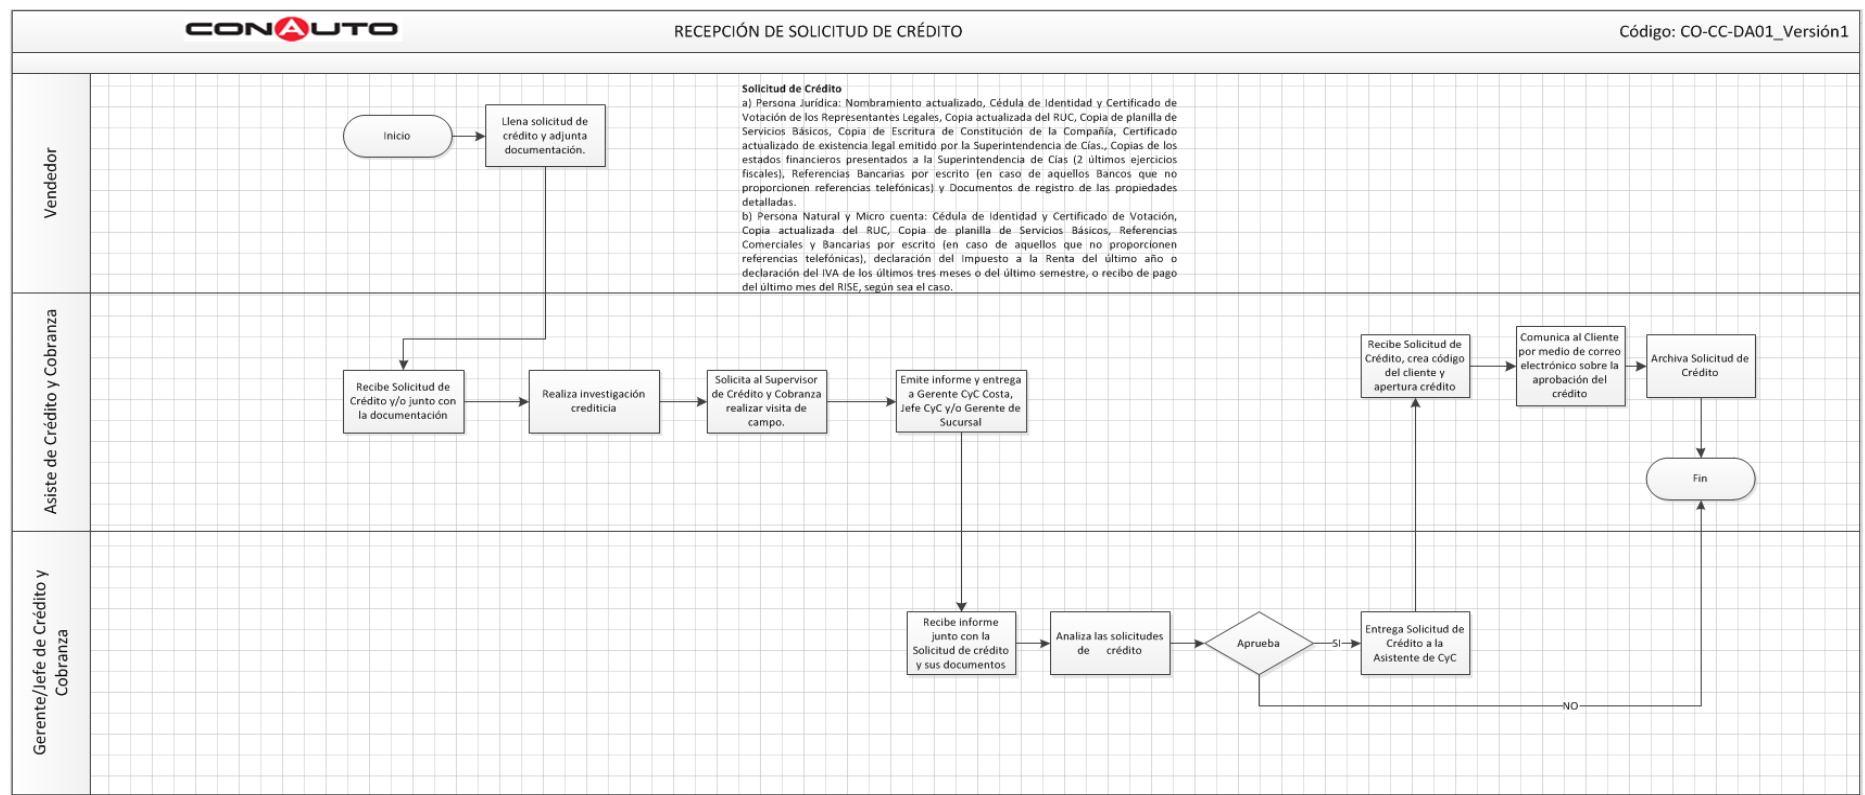 CONAUTO
RECEPCIÓN DE SOLICITUD DE CRÉDITO
Código: CO-CC-DA01_Versión1
Vendedor
Inicio
Llena solicitud de
crédito y adjunta
documentación.
Solicitud de Crédito
a) Persona Jurídica: Nombramiento actualizado, Cédula de Identidad y Certificado de
Votación de los Representantes Legales, Copia actualizada del RUC, Copia de planilla de
Servicios Básicos, Copia de Escritura de Constitución de la Compañía, Certificado
actualizado de existencia legal emitido por la Superintendencia de Cías., Copias de los
estados financieros presentados a la Superintendencia de Cías (2 últimos ejercicios
fiscales), Referencias Bancarias por escrito (en caso de aquellos Bancos que no
proporcionen referencias telefónicas) y Documentos de registro de las propiedades
detalladas.
b) Persona Natural y Micro cuenta: Cédula de Identidad y Certificado de Votación,
Copia actualizada del RUC, Copia de planilla de Servicios Básicos, Referencias
Comerciales y Bancarias por escrito (en caso de aquellos que no proporcionen
referencias telefónicas), declaración del Impuesto a la Renta del último año o
declaración del IVA de los últimos tres meses o del último semestre, o recibo de pago
del último mes del RISE, según sea el caso.
Asiste de Crédito y Cobranza
Recibe Solicitud de
Crédito y/o junto con
la documentación
Realiza investigación
crediticia
Solicita al Supervisor
de Crédito y Cobranza
realizar visita de
campo.
Emite informe y entrega
a Gerente CyC Costa,
Jefe CyC y/o Gerente de
Sucursal
Recibe Solicitud de
Crédito, crea código
del cliente y
apertura crédito
Comunica al Cliente
por medio de correo
electrónico sobre la
aprobación del
crédito
Archiva Solicitud de
Crédito
Fin
Gerente/Jefe de Crédito y
Cobranza
Recibe informe
junto con la
Solicitud de crédito
y sus documentos
Analiza las solicitudes
de crédito
Aprueba
SI
Entrega Solicitud de
Crédito a la
Asistente de CyC
NO